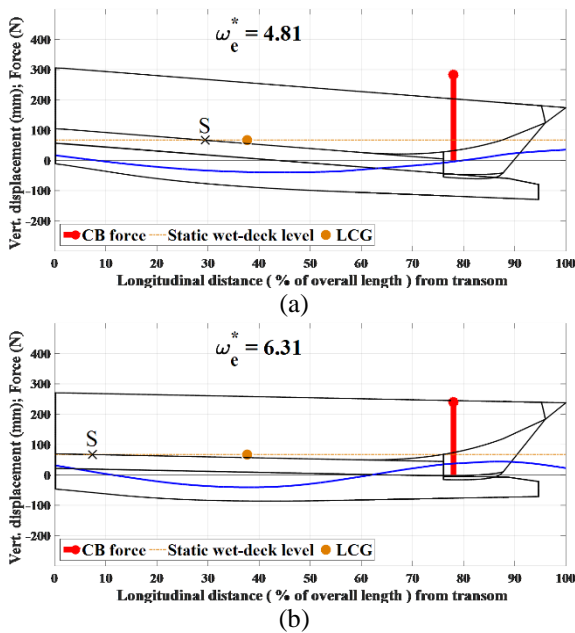 ω*e = 4.81
Vert. displacement (mm); Force (N)
400
300
200
100
0
-100
-200
S
CB force
Static wet-deck level
LCG
0 10 20 30 40 50 60 70 80 90 100
Longitudinal distance ( % of overall length ) from transom
(a)
ω*e = 6.31
Vert. displacement (mm); Force (N)
400
300
200
100
0
-100
-200
S
CB force
Static wet-deck level
LCG
0 10 20 30 40 50 60 70 80 90 100
Longitudinal distance ( % of overall length ) from transom
(b)